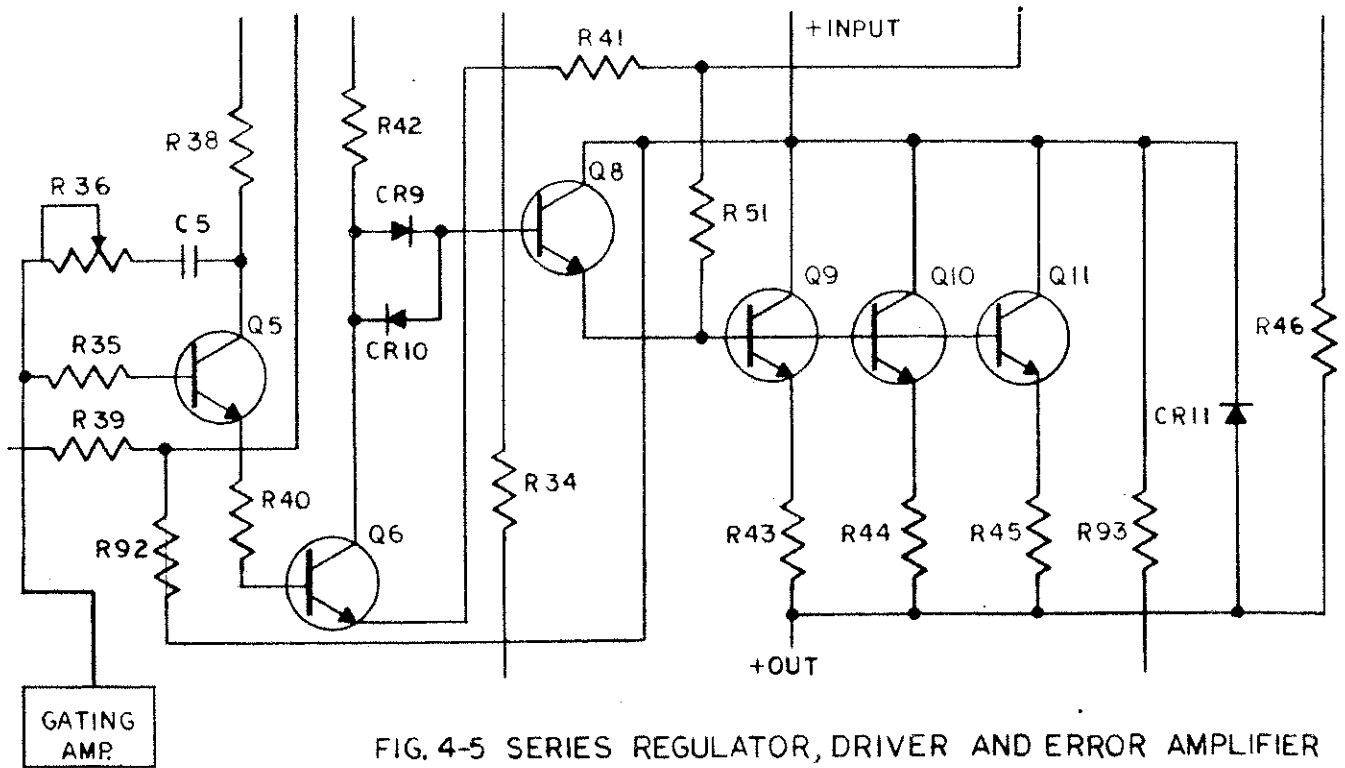 R41
+INPUT
R38
R42
R36
C5
CR9
Q8
R51
Q5
CR10
Q9
Q10
Q11
R46
R35
R39
CR11
R40
R34
R92
Q6
R43
R44
R45
R93
+OUT
GATING
AMP.
FIG. 4-5 SERIES REGULATOR, DRIVER AND ERROR AMPLIFIER